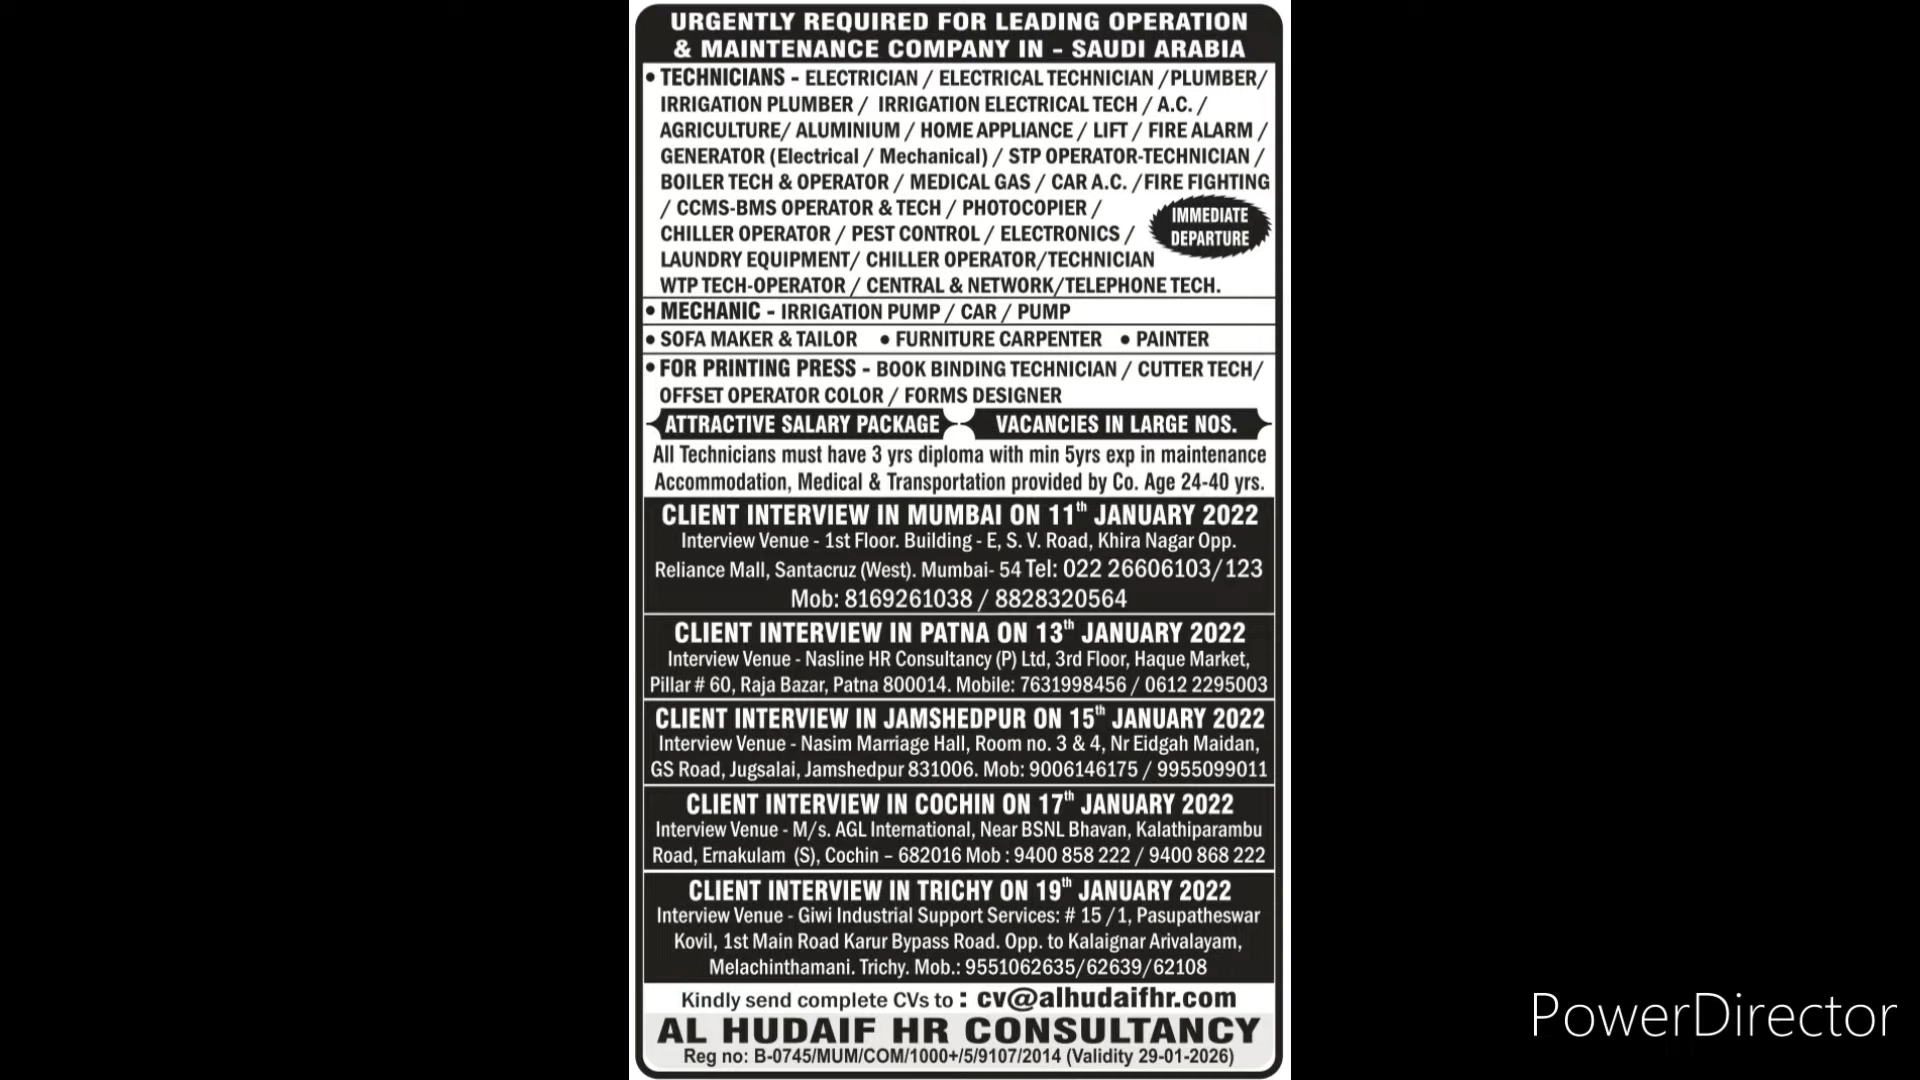 URGENTLY REQUIRED FOR LEADING OPERATION
& MAINTENANCE COMPANY IN - SAUDI ARABIA
• TECHNICIANS - ELECTRICIAN / ELECTRICAL TECHNICIAN /PLUMBER/
IRRIGATION PLUMBER / IRRIGATION ELECTRICAL TECH / A.C. /
AGRICULTURE/ ALUMINIUM / HOME APPLIANCE / LIFT / FIRE ALARM /
GENERATOR (Electrical / Mechanical) / STP OPERATOR-TECHNICIAN /
BOILER TECH & OPERATOR / MEDICAL GAS / CAR A.C. /FIRE FIGHTING
/ CCMS-BMS OPERATOR & TECH / PHOTOCOPIER /
CHILLER OPERATOR / PEST CONTROL / ELECTRONICS /
LAUNDRY EQUIPMENT/ CHILLER OPERATOR/TECHNICIAN
WTP TECH-OPERATOR / CENTRAL & NETWORK/TELEPHONE TECH.
IMMEDIATE
DEPARTURE
• MECHANIC - IRRIGATION PUMP / CAR / PUMP
• SOFA MAKER & TAILOR • FURNITURE CARPENTER • PAINTER
• FOR PRINTING PRESS - BOOK BINDING TECHNICIAN / CUTTER TECH/
OFFSET OPERATOR COLOR / FORMS DESIGNER
ATTRACTIVE SALARY PACKAGE VACANCIES IN LARGE NOS.
All Technicians must have 3 yrs diploma with min 5yrs exp in maintenance
Accommodation, Medical & Transportation provided by Co. Age 24-40 yrs.
CLIENT INTERVIEW IN MUMBAI ON 11th JANUARY 2022
Interview Venue - 1st Floor. Building - E, S. V. Road, Khira Nagar Opp.
Reliance Mall, Santacruz (West). Mumbai- 54 Tel: 022 26606103/123
Mob: 8169261038 / 8828320564
CLIENT INTERVIEW IN PATNA ON 13th JANUARY 2022
Interview Venue - Nasline HR Consultancy (P) Ltd, 3rd Floor, Haque Market,
Pillar # 60, Raja Bazar, Patna 800014. Mobile: 7631998456 / 0612 2295003
CLIENT INTERVIEW IN JAMSHEDPUR ON 15th JANUARY 2022
Interview Venue - Nasim Marriage Hall, Room no. 3 & 4, Nr Eidgah Maidan,
GS Road, Jugsalai, Jamshedpur 831006. Mob: 9006146175 / 9955099011
CLIENT INTERVIEW IN COCHIN ON 17th JANUARY 2022
Interview Venue - M/s. AGL International, Near BSNL Bhavan, Kalathiparambu
Road, Ernakulam (S), Cochin – 682016 Mob : 9400 858 222 / 9400 868 222
CLIENT INTERVIEW IN TRICHY ON 19th JANUARY 2022
Interview Venue - Giwi Industrial Support Services: # 15 /1, Pasupatheswar
Kovil, 1st Main Road Karur Bypass Road. Opp. to Kalaignar Arivalayam,
Melachinthamani. Trichy. Mob.: 9551062635/62639/62108
Kindly send complete CVs to : cv@alhudaifhr.com
AL HUDAIF HR CONSULTANCY
Reg no: B-0745/MUM/COM/1000+/5/9107/2014 (Validity 29-01-2026)
PowerDirector